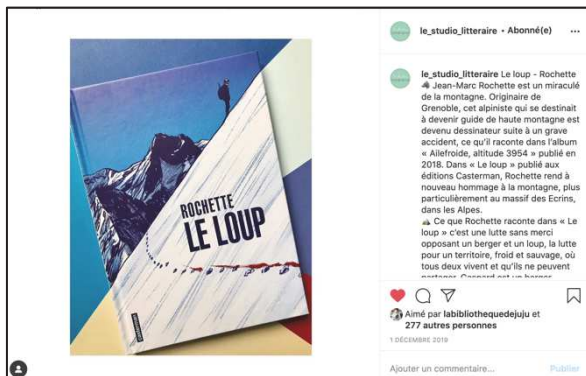 ROCHETTE
LE LOUP
le_studio_litteraire • Abonné(e) ...
le_studio_litteraire Le loup - Rochette
Jean-Marc Rochette est un miraculé
de la montagne. Originaire de
Grenoble, cet alpiniste qui se destinait
à devenir guide de haute montagne est
devenu dessinateur suite à un grave
accident, ce qu'il raconte dans l'album
« Ailefroide, altitude 3954 » publié en
2018. Dans « Le loup » publié aux
éditions Casterman, Rochette rend à
nouveau hommage à la montagne, plus
particulièrement au massif des Ecrins,
dans les Alpes.
Ce que Rochette raconte dans « Le
loup » c'est une lutte sans merci
opposant un berger et un loup, la lutte
pour un territoire, froid et sauvage, où
tous deux vivent et qu'ils ne peuvent
partager. Gaspard est un berger
Aimé par labibliothequedejuju et
277 autres personnes
1 DÉCEMBRE 2019
Ajouter un commentaire... Publier